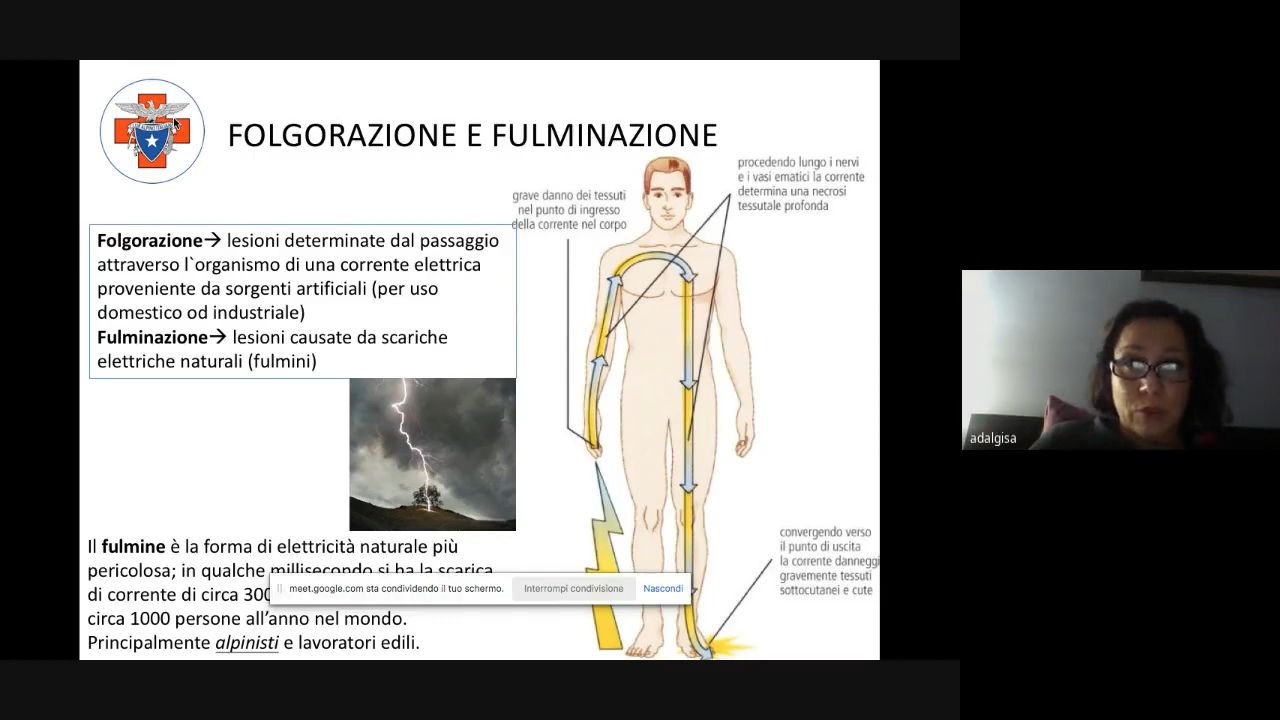 FOLGORAZIONE E FULMINAZIONE
grave danno dei tessuti
nel punto di ingresso
della corrente nel corpo
procedendo lungo i nervi
e i vasi ematici la corrente
determina una necrosi
tessutale profonda
Folgorazione→ lesioni determinate dal passaggio
attraverso l`organismo di una corrente elettrica
proveniente da sorgenti artificiali (per uso
domestico od industriale)
Fulminazione→ lesioni causate da scariche
elettriche naturali (fulmini)
adalgisa
convergendo verso
il punto di uscita
la corrente danneggi
gravemente tessuti
sottocutanei e cute
Il fulmine è la forma di elettricità naturale più
pericolosa; in qualche millisecondo si ha la scarica
di corrente di circa 300
meet.google.com sta condividendo il tuo schermo.
Interrompi condivisione
Nascondi
circa 1000 persone all'anno nel mondo.
Principalmente alpinisti e lavoratori edili.